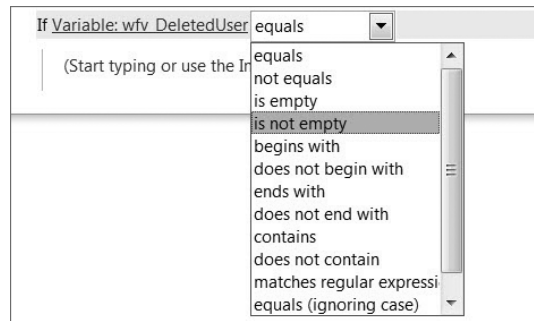 If Variable: wfv_DeletedUser equals
(Start typing or use the In
equals
not equals
is empty
is not empty
begins with
does not begin with
ends with
does not end with
contains
does not contain
matches regular expressi
equals (ignoring case)